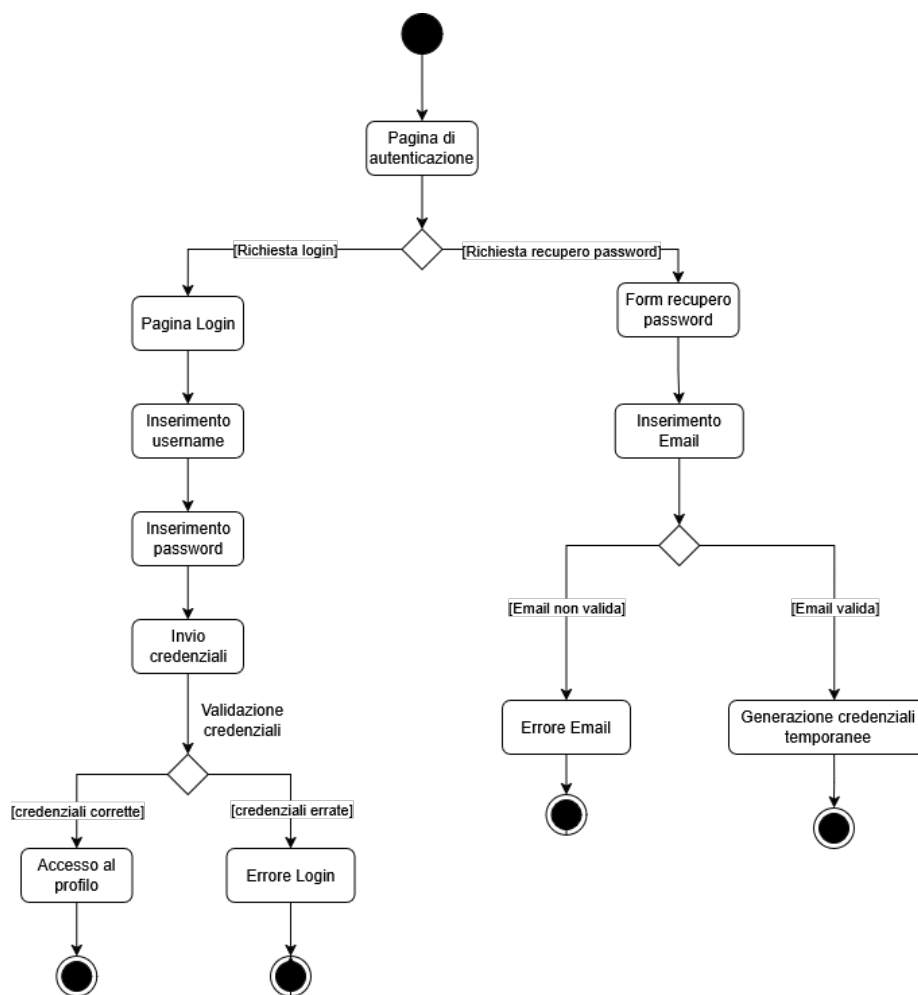 Pagina di
autenticazione
[Richiesta login]
[Richiesta recupero password]
Pagina Login
Form recupero
password
Inserimento
username
Inserimento
Email
Inserimento
password
[Email non valida]
[Email valida]
Invio
credenziali
Validazione
credenziali
Errore Email
Generazione credenziali
temporanee
[credenziali corrette]
[credenziali errate]
Accesso al
profilo
Errore Login